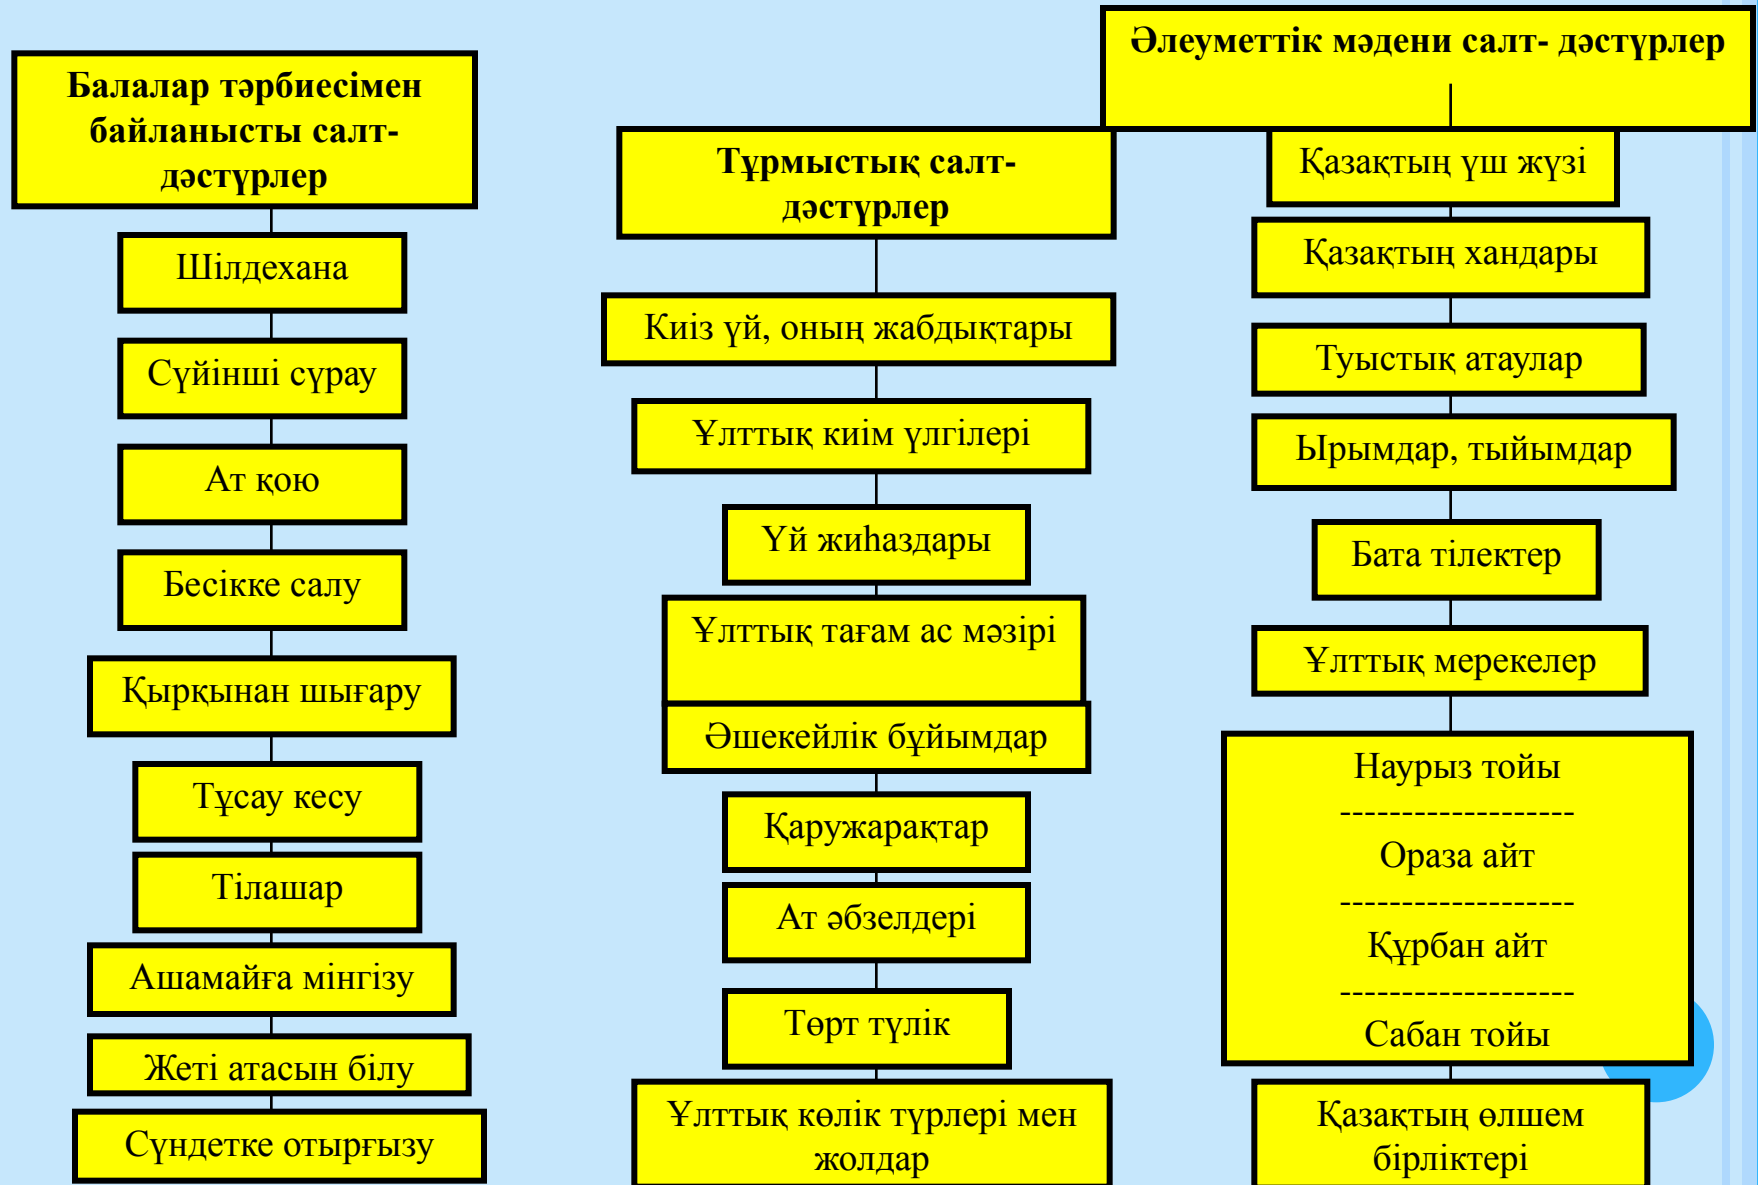 Балалар тәрбиесімен
байланысты салт-
дәстүрлер
Шілдехана
Сүйінші сүрау
Ат қою
Бесікке салу
Қырқынан шығару
Тұсау кесу
Тілашар
Ашамайға мінгізу
Жеті атасын білу
Сүндетке отырғызу
Тұрмыстық салт-
дәстүрлер
Киіз үй, оның жабдықтары
Ұлттық киім үлгілері
Үй жиһаздары
Ұлттық тағам ас мәзірі
Әшекейлік бұйымдар
Қаружарақтар
Ат әбзелдері
Төрт түлік
Ұлттық көлік түрлері мен
жолдар
Әлеуметтік мәдени салт- дәстүрлер
Қазақтың үш жүзі
Қазақтың хандары
Туыстық атаулар
Ырымдар, тыйымдар
Бата тілектер
Ұлттық мерекелер
Наурыз тойы
-------------------
Ораза айт
-------------------
Құрбан айт
-------------------
Сабан тойы
Қазақтың өлшем
бірліктері